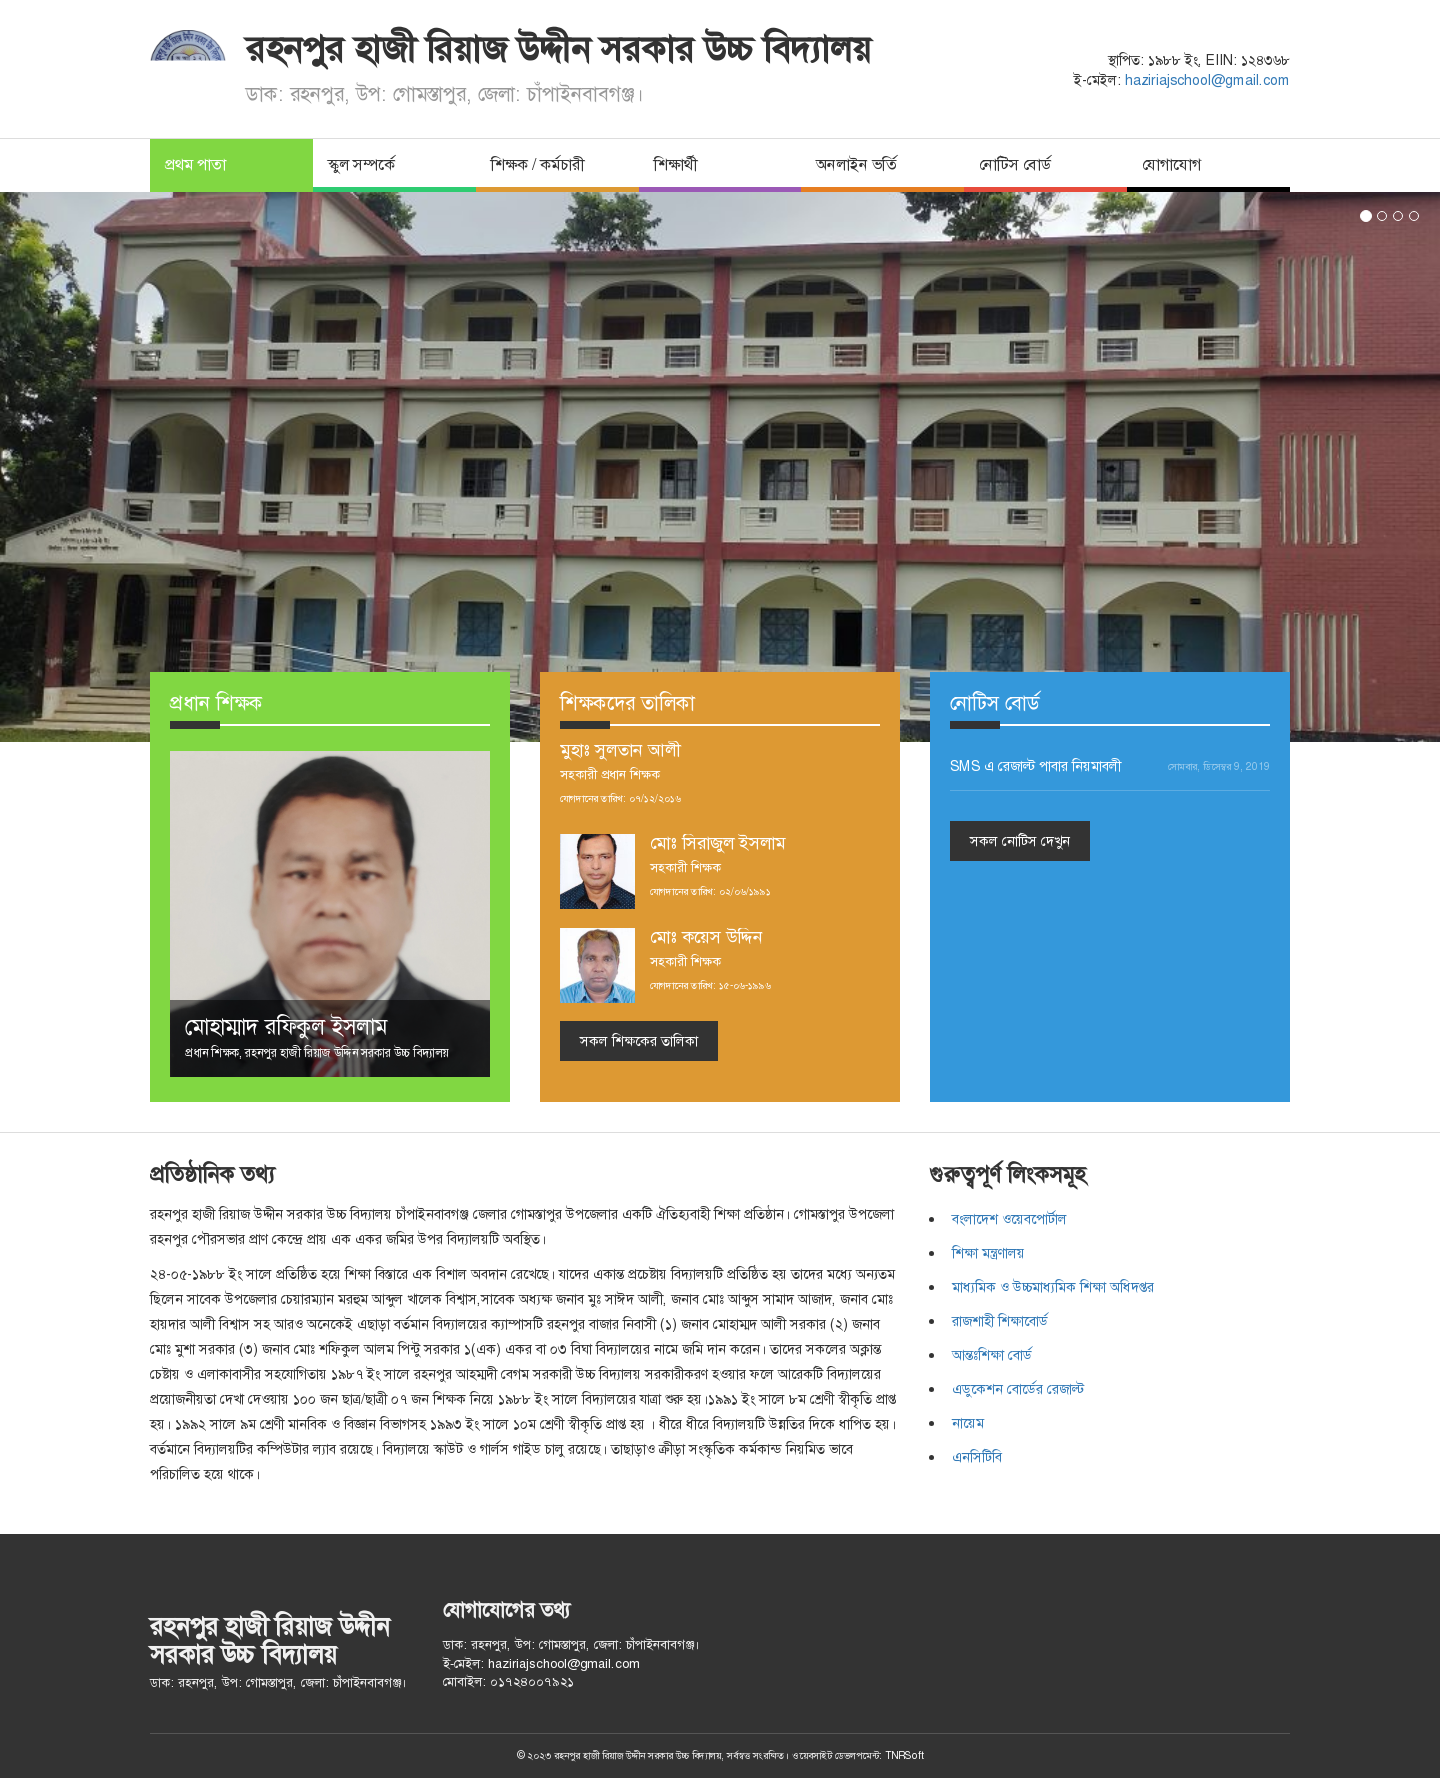 রহনপুর হাজী রিয়াজ উদ্দীন সরকার উচ্চ বিদ্যালয়
ডাক: রহনপুর, উপ: গোমস্তাপুর, জেলা: চাঁপাইনবাবগঞ্জ।
স্থাপিত: ১৯৮৮ ইং, EIIN: ১২৪৩৬৮
ই-মেইল: haziriajschool@gmail.com
প্রথম পাতা
স্কুল সম্পর্কে
শিক্ষক / কর্মচারী
শিক্ষার্থী
অনলাইন ভর্তি
নোটিস বোর্ড
যোগাযোগ
প্রধান শিক্ষক
মোহাম্মাদ রফিকুল ইসলাম
প্রধান শিক্ষক, রহনপুর হাজী রিয়াজ উদ্দিন সরকার উচ্চ বিদ্যালয়
শিক্ষকদের তালিকা
মুহাঃ সুলতান আলী
সহকারী প্রধান শিক্ষক
যোগদানের তারিখ: ০৭/১২/২০১৬
মোঃ সিরাজুল ইসলাম
সহকারী শিক্ষক
যোগদানের তারিখ: ০২/০৬/১৯৯১
মোঃ কয়েস উদ্দিন
সহকারী শিক্ষক
যোগদানের তারিখ: ১৫-০৬-১৯৯৬
সকল শিক্ষকের তালিকা
নোটিস বোর্ড
SMS এ রেজাল্ট পাবার নিয়মাবলী
সোমবার, ডিসেম্বর 9, 2019
সকল নোটিস দেখুন
প্রতিষ্ঠানিক তথ্য
রহনপুর হাজী রিয়াজ উদ্দীন সরকার উচ্চ বিদ্যালয় চাঁপাইনবাবগঞ্জ জেলার গোমস্তাপুর উপজেলার একটি ঐতিহ্যবাহী শিক্ষা প্রতিষ্ঠান। গোমস্তাপুর উপজেলা
রহনপুর পৌরসভার প্রাণ কেন্দ্রে প্রায় এক একর জমির উপর বিদ্যালয়টি অবস্থিত।
২৪-০৫-১৯৮৮ ইং সালে প্রতিষ্ঠিত হয়ে শিক্ষা বিস্তারে এক বিশাল অবদান রেখেছে। যাদের একান্ত প্রচেষ্টায় বিদ্যালয়টি প্রতিষ্ঠিত হয় তাদের মধ্যে অন্যতম
ছিলেন সাবেক উপজেলার চেয়ারম্যান মরহুম আব্দুল খালেক বিশ্বাস,সাবেক অধ্যক্ষ জনাব মুঃ সাঈদ আলী, জনাব মোঃ আব্দুস সামাদ আজাদ, জনাব মোঃ
হায়দার আলী বিশ্বাস সহ আরও অনেকেই এছাড়া বর্তমান বিদ্যালয়ের ক্যাম্পাসটি রহনপুর বাজার নিবাসী (১) জনাব মোহাম্মদ আলী সরকার (২) জনাব
মোঃ মুশা সরকার (৩) জনাব মোঃ শফিকুল আলম পিন্টু সরকার ১(এক) একর বা ০৩ বিঘা বিদ্যালয়ের নামে জমি দান করেন। তাদের সকলের অক্লান্ত
চেষ্টায় ও এলাকাবাসীর সহযোগিতায় ১৯৮৭ ইং সালে রহনপুর আহম্মদী বেগম সরকারী উচ্চ বিদ্যালয় সরকারীকরণ হওয়ার ফলে আরেকটি বিদ্যালয়ের
প্রয়োজনীয়তা দেখা দেওয়ায় ১০০ জন ছাত্র/ছাত্রী ০৭ জন শিক্ষক নিয়ে ১৯৮৮ ইং সালে বিদ্যালয়ের যাত্রা শুরু হয়।১৯৯১ ইং সালে ৮ম শ্রেণী স্বীকৃতি প্রাপ্ত
হয়। ১৯৯২ সালে ৯ম শ্রেণী মানবিক ও বিজ্ঞান বিভাগসহ ১৯৯৩ ইং সালে ১০ম শ্রেণী স্বীকৃতি প্রাপ্ত হয় । ধীরে ধীরে বিদ্যালয়টি উন্নতির দিকে ধাপিত হয়।
বর্তমানে বিদ্যালয়টির কম্পিউটার ল্যাব রয়েছে। বিদ্যালয়ে স্কাউট ও গার্লস গাইড চালু রয়েছে। তাছাড়াও ক্রীড়া সংস্কৃতিক কর্মকান্ড নিয়মিত ভাবে
পরিচালিত হয়ে থাকে।
গুরুত্বপূর্ণ লিংকসমূহ
বংলাদেশ ওয়েবপোর্টাল
শিক্ষা মন্ত্রণালয়
মাধ্যমিক ও উচ্চমাধ্যমিক শিক্ষা অধিদপ্তর
রাজশাহী শিক্ষাবোর্ড
আন্তঃশিক্ষা বোর্ড
এডুকেশন বোর্ডের রেজাল্ট
নায়েম
এনসিটিবি
রহনপুর হাজী রিয়াজ উদ্দীন
সরকার উচ্চ বিদ্যালয়
ডাক: রহনপুর, উপ: গোমস্তাপুর, জেলা: চাঁপাইনবাবগঞ্জ।
যোগাযোগের তথ্য
ডাক: রহনপুর, উপ: গোমস্তাপুর, জেলা: চাঁপাইনবাবগঞ্জ।
ই-মেইল: haziriajschool@gmail.com
মোবাইল: ০১৭২৪০০৭৯২১
© ২০২৩ রহনপুর হাজী রিয়াজ উদ্দীন সরকার উচ্চ বিদ্যালয়, সর্বস্বত্ত সংরক্ষিত। ওয়েবসাইট ডেভলপমেন্ট: TNRSoft